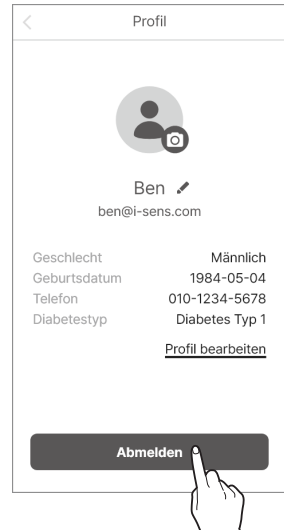 Profil
Ben
ben@i-sens.com
Geschlecht Männlich
Geburtsdatum 1984-05-04
Telefon 010-1234-5678
Diabetestyp Diabetes Typ 1
Profil bearbeiten
Abmelden